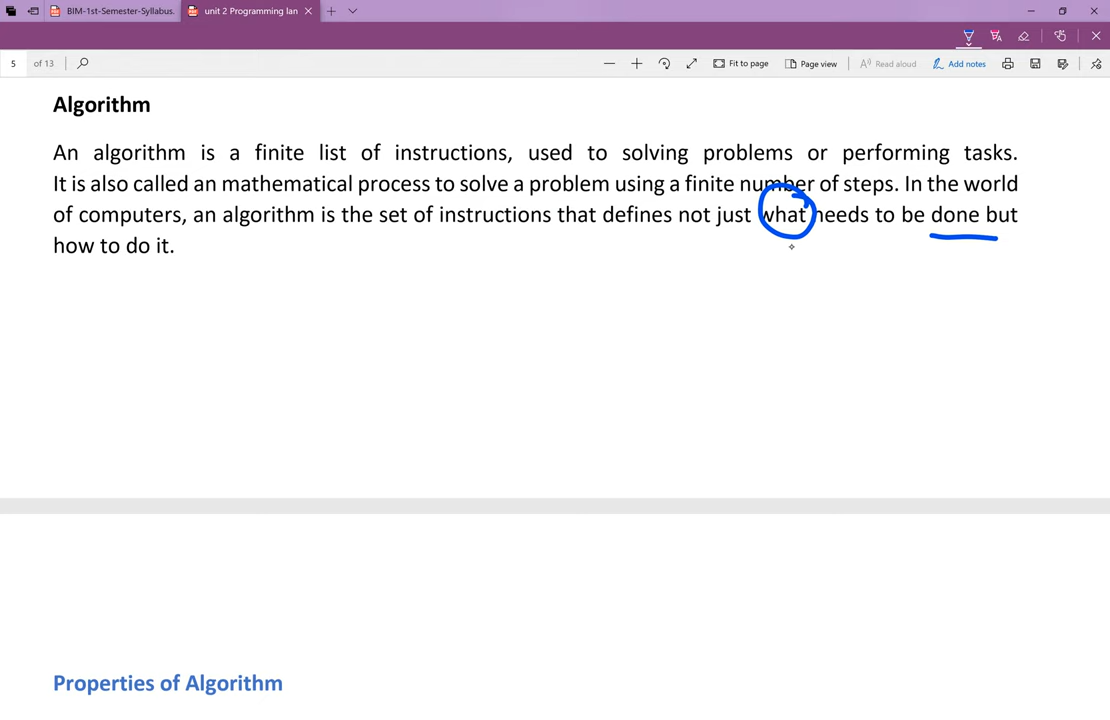 BIM-1st-Semester-Syllabus.
unit 2 Programming lan
5 of 13
Fit to page
Page view
Read aloud
Add notes
Algorithm
An algorithm is a finite list of instructions, used to solving problems or performing tasks.
It is also called an mathematical process to solve a problem using a finite number of steps. In the world
of computers, an algorithm is the set of instructions that defines not just what needs to be done but
how to do it.
Properties of Algorithm